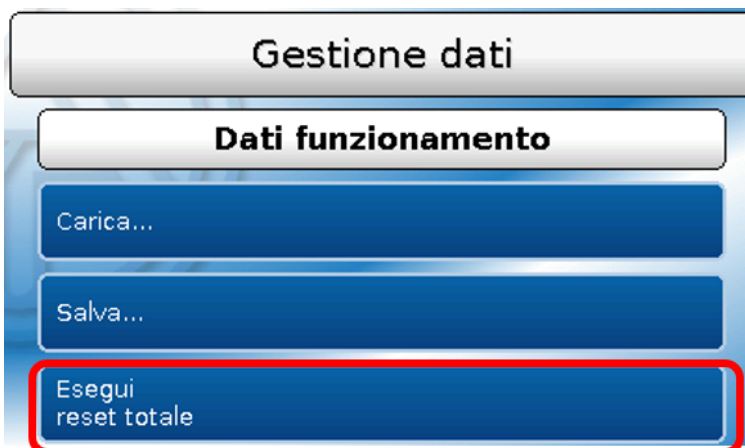 Gestione dati
Dati funzionamento
Carica...
Salva...
Esegui
reset totale